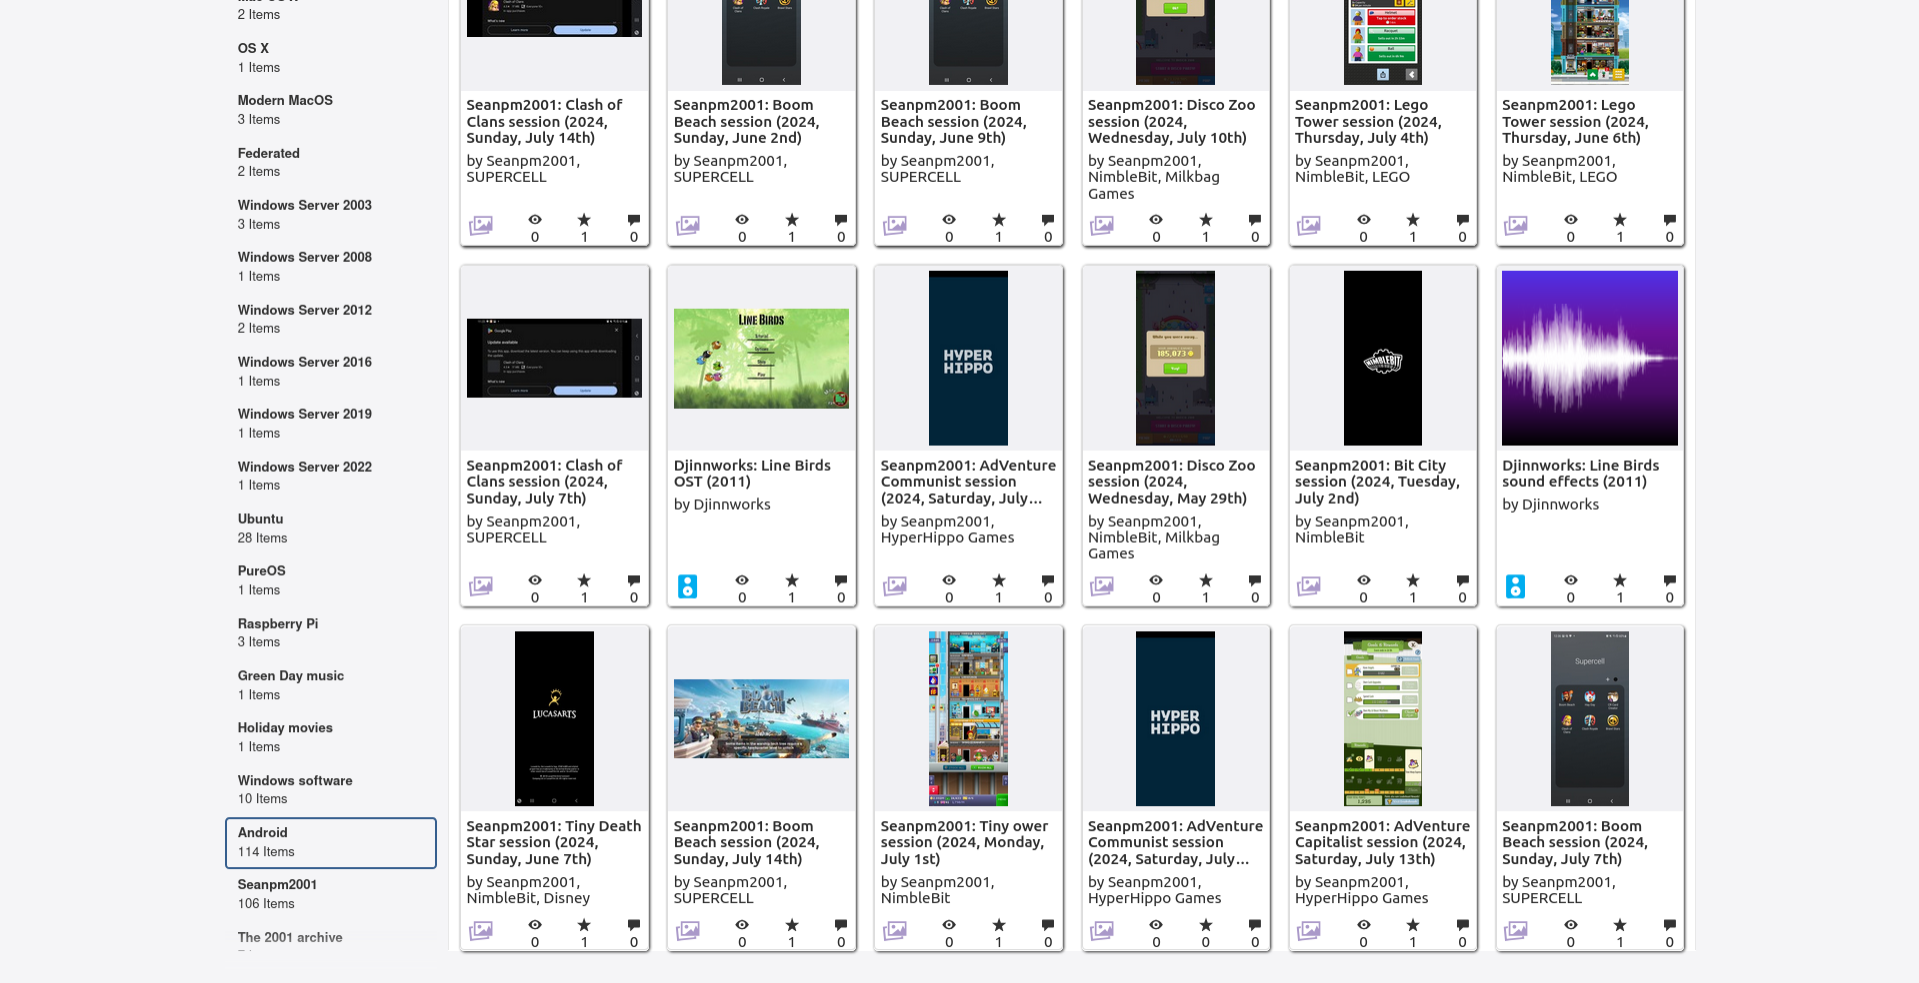 2 Items
OS X
1 Items
Modern MacOS
3 Items
Federated
2 Items
Windows Server 2003
3 Items
Windows Server 2008
1 Items
Windows Server 2012
2 Items
Windows Server 2016
1 Items
Windows Server 2019
1 Items
Windows Server 2022
1 Items
Ubuntu
28 Items
PureOS
1 Items
Raspberry Pi
3 Items
Green Day music
1 Items
Holiday movies
1 Items
Windows software
10 Items
Android
114 Items
Seanpm2001
106 Items
The 2001 archive
Seanpm2001: Clash of
Clans session (2024,
Sunday, July 14th)
by Seanpm2001,
SUPERCELL
0 1 0
Seanpm2001: Boom
Beach session (2024,
Sunday, June 2nd)
by Seanpm2001,
SUPERCELL
0 1 0
Seanpm2001: Boom
Beach session (2024,
Sunday, June 9th)
by Seanpm2001,
SUPERCELL
0 1 0
Seanpm2001: Disco Zoo
session (2024,
Wednesday, July 10th)
by Seanpm2001,
NimbleBit, Milkbag
Games
0 1 0
Seanpm2001: Lego
Tower session (2024,
Thursday, July 4th)
by Seanpm2001,
NimbleBit, LEGO
0 1 0
Seanpm2001: Lego
Tower session (2024,
Thursday, June 6th)
by Seanpm2001,
NimbleBit, LEGO
0 1 0
Update available
Seanpm2001: Clash of
Clans session (2024,
Sunday, July 7th)
by Seanpm2001,
SUPERCELL
0 1 0
LINE BIRDS
Djinnworks: Line Birds
OST (2011)
by Djinnworks
0 1 0
HYPER
HIPPO
Seanpm2001: AdVenture
Communist session
(2024, Saturday, July...
by Seanpm2001,
HyperHippo Games
0 1 0
While you were away...
105,073
Seanpm2001: Disco Zoo
session (2024,
Wednesday, May 29th)
by Seanpm2001,
NimbleBit, Milkbag
Games
0 1 0
NIMBLEBIT
Seanpm2001: Bit City
session (2024, Tuesday,
July 2nd)
by Seanpm2001,
NimbleBit
0 1 0
Djinnworks: Line Birds
sound effects (2011)
by Djinnworks
0 1 0
LUCASARTS
Seanpm2001: Tiny Death
Star session (2024,
Sunday, June 7th)
by Seanpm2001,
NimbleBit, Disney
0 1 0
BOOM
BEACH
Seanpm2001: Boom
Beach session (2024,
Sunday, July 14th)
by Seanpm2001,
SUPERCELL
0 1 0
Seanpm2001: Tiny ower
session (2024, Monday,
July 1st)
by Seanpm2001,
NimbleBit
0 1 0
HYPER
HIPPO
Seanpm2001: AdVenture
Communist session
(2024, Saturday, July...
by Seanpm2001,
HyperHippo Games
0 0 0
Seanpm2001: AdVenture
Capitalist session (2024,
Saturday, July 13th)
by Seanpm2001,
HyperHippo Games
0 1 0
Supercell
Seanpm2001: Boom
Beach session (2024,
Sunday, July 7th)
by Seanpm2001,
SUPERCELL
0 1 0